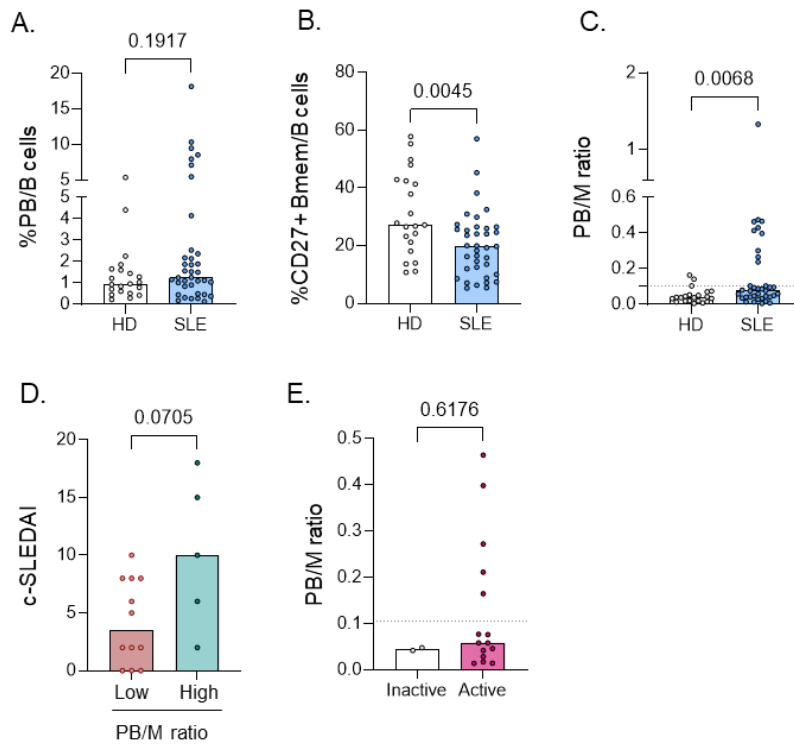 A.
0.1917
%PB/B cells
20
15
10
5
5
4
3
2
1
0
HD
SLE
B.
0.0045
%CD27+ Bmem/B cells
80
60
40
20
0
HD
SLE
C.
0.0068
PB/M ratio
2
1
0.6
0.4
0.2
0.0
HD
SLE
D.
0.0705
c-SLEDAI
20
15
10
5
0
Low
High
PB/M ratio
E.
0.6176
PB/M ratio
0.5
0.4
0.3
0.2
0.1
0.0
Inactive
Active